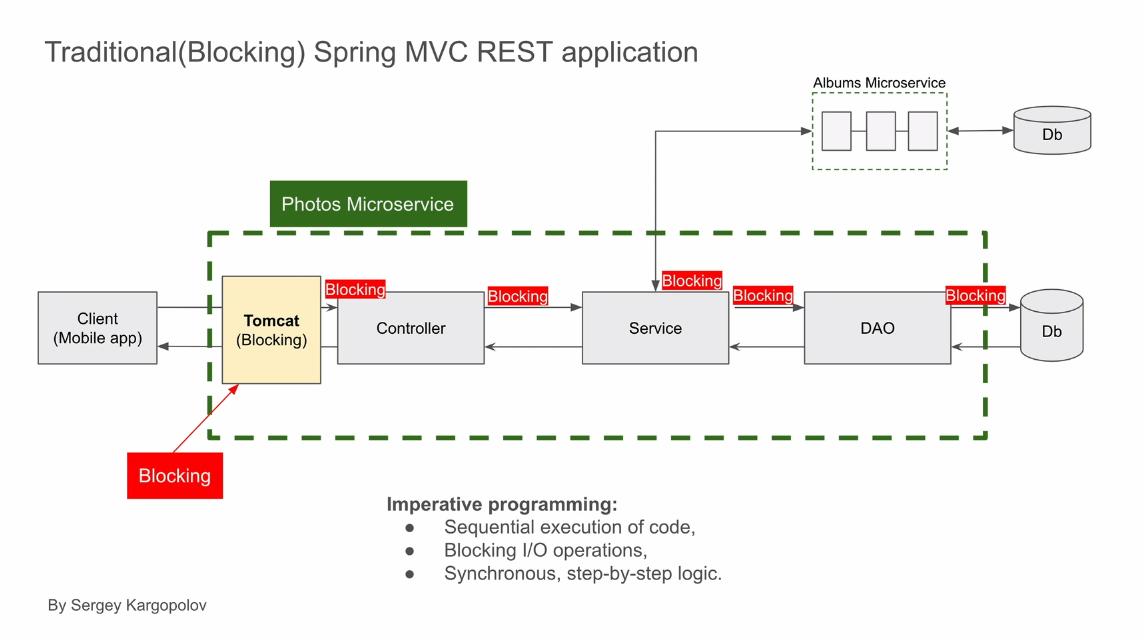 Traditional(Blocking) Spring MVC REST application
Albums Microservice
Db
Photos Microservice
Blocking
Blocking
Blocking
Blocking
Blocking
Client
(Mobile app)
Tomcat
(Blocking)
Controller
Service
DAO
Db
Blocking
Imperative programming:
● Sequential execution of code,
● Blocking I/O operations,
● Synchronous, step-by-step logic.
By Sergey Kargopolov